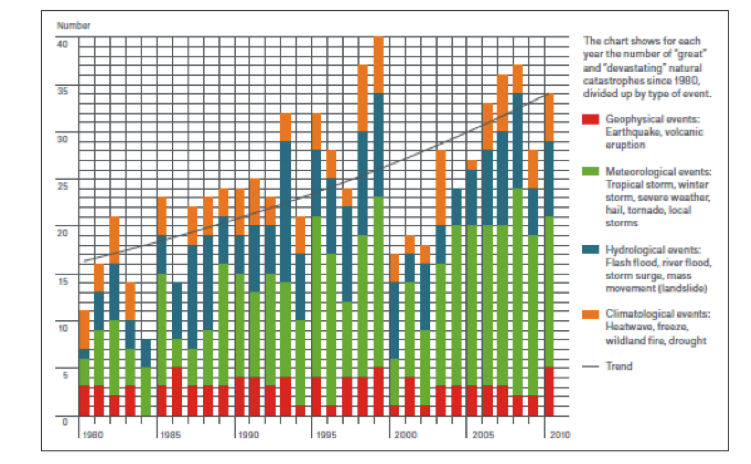 Number
40
35
30
25
20
15
10
5
0
1980
1985
1990
1995
2000
2005
2010
The chart shows for each
year the number of "great"
and "devastating" natural
catastrophes since 1980,
divided up by type of event.
Geophysical events:
Earthquake, volcanic
eruption
Meteorological events:
Tropical storm, winter
storm, severe weather,
hail, tornado, local
storms
Hydrological events:
Flash flood, river flood,
storm surge, mass
movement (landslide)
Climatological events:
Heatwave, freeze,
wildland fire, drought
Trend